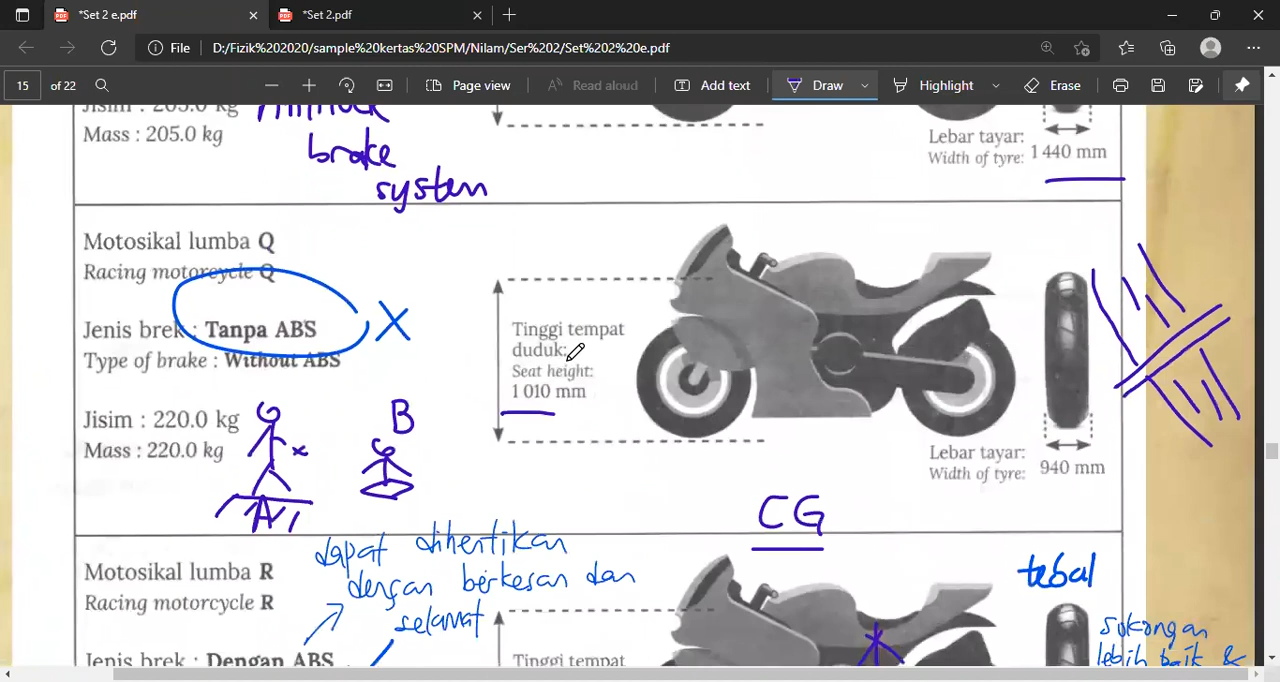 *Set 2 e.pdf
*Set 2.pdf
File D:/Fizik%202020/sample%20kertas%20SPM/Nilam/Ser%202/Set%202%20e.pdf
15 of 22 Page view Read aloud Add text Draw Highlight Erase
Mass : 205.0 kg
brake
system
Lebar tayar:
Width of tyre:
1 440 mm
Motosikal lumba Q
Racing motorcycle Q
Jenis brek : Tanpa ABS X
Type of brake : Without ABS
Jisim : 220.0 kg
Mass : 220.0 kg
B
A
Tinggi tempat
duduk:
Seat height:
1 010 mm
Lebar tayar:
Width of tyre:
940 mm
CG
Motosikal lumba R
Racing motorcycle R
dapat dihentikan
dengan berkesan dan
selamat
Jenis brek : Dengan ABS
Tinggi tempat
tebal
sokongan
lebih baik &